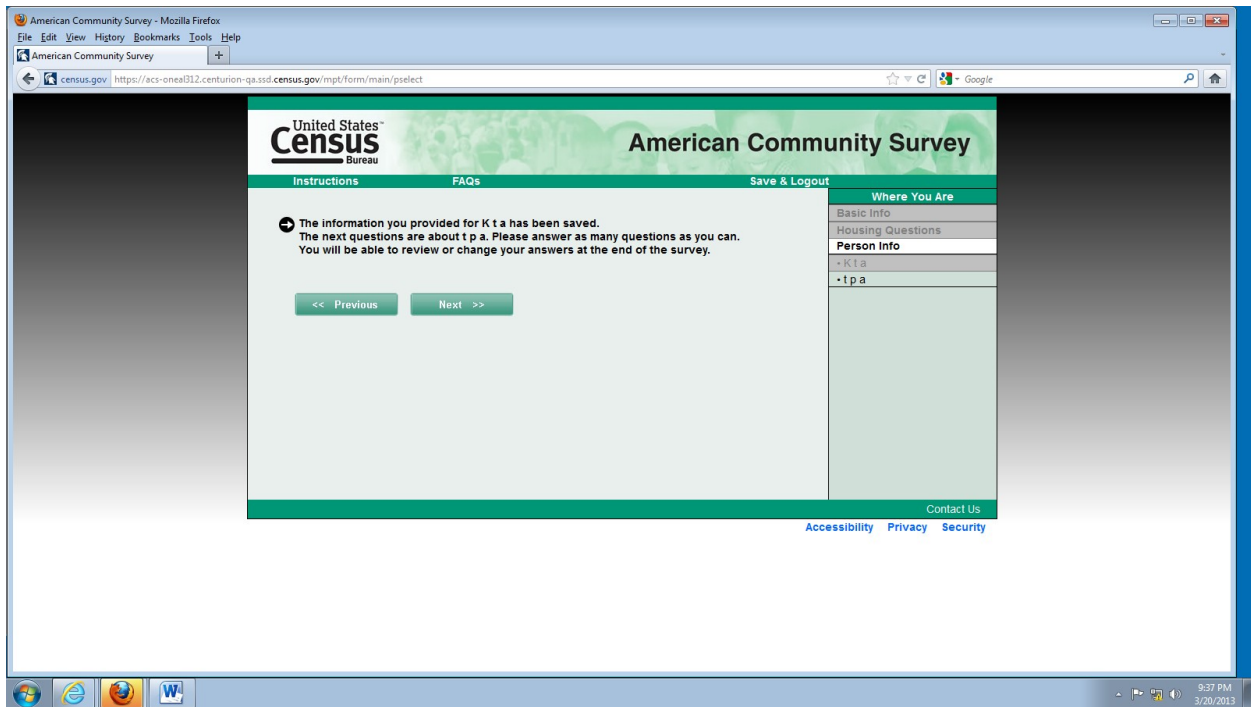 American Community Survey - Mozilla Firefox
File Edit View History Bookmarks Tools Help
American Community Survey +
census.gov https://acs-oneal312.centurion-qa.ssd.census.gov/mpt/form/main/pselect
Google
United States™
Census
Bureau
American Community Survey
Instructions FAQs Save & Logout
Where You Are
Basic Info
Housing Questions
Person Info
• K t a
• t p a
The information you provided for K t a has been saved.
The next questions are about t p a. Please answer as many questions as you can.
You will be able to review or change your answers at the end of the survey.
<< Previous Next >>
Contact Us
Accessibility Privacy Security
9:37 PM
3/20/2013